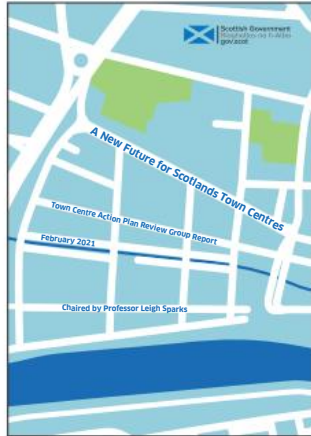 Scottish Government
Riaghaltas na h-Alba
gov.scot
A New Future for Scotlands Town Centres
Town Centre Action Plan Review Group Report
February 2021
Chaired by Professor Leigh Sparks